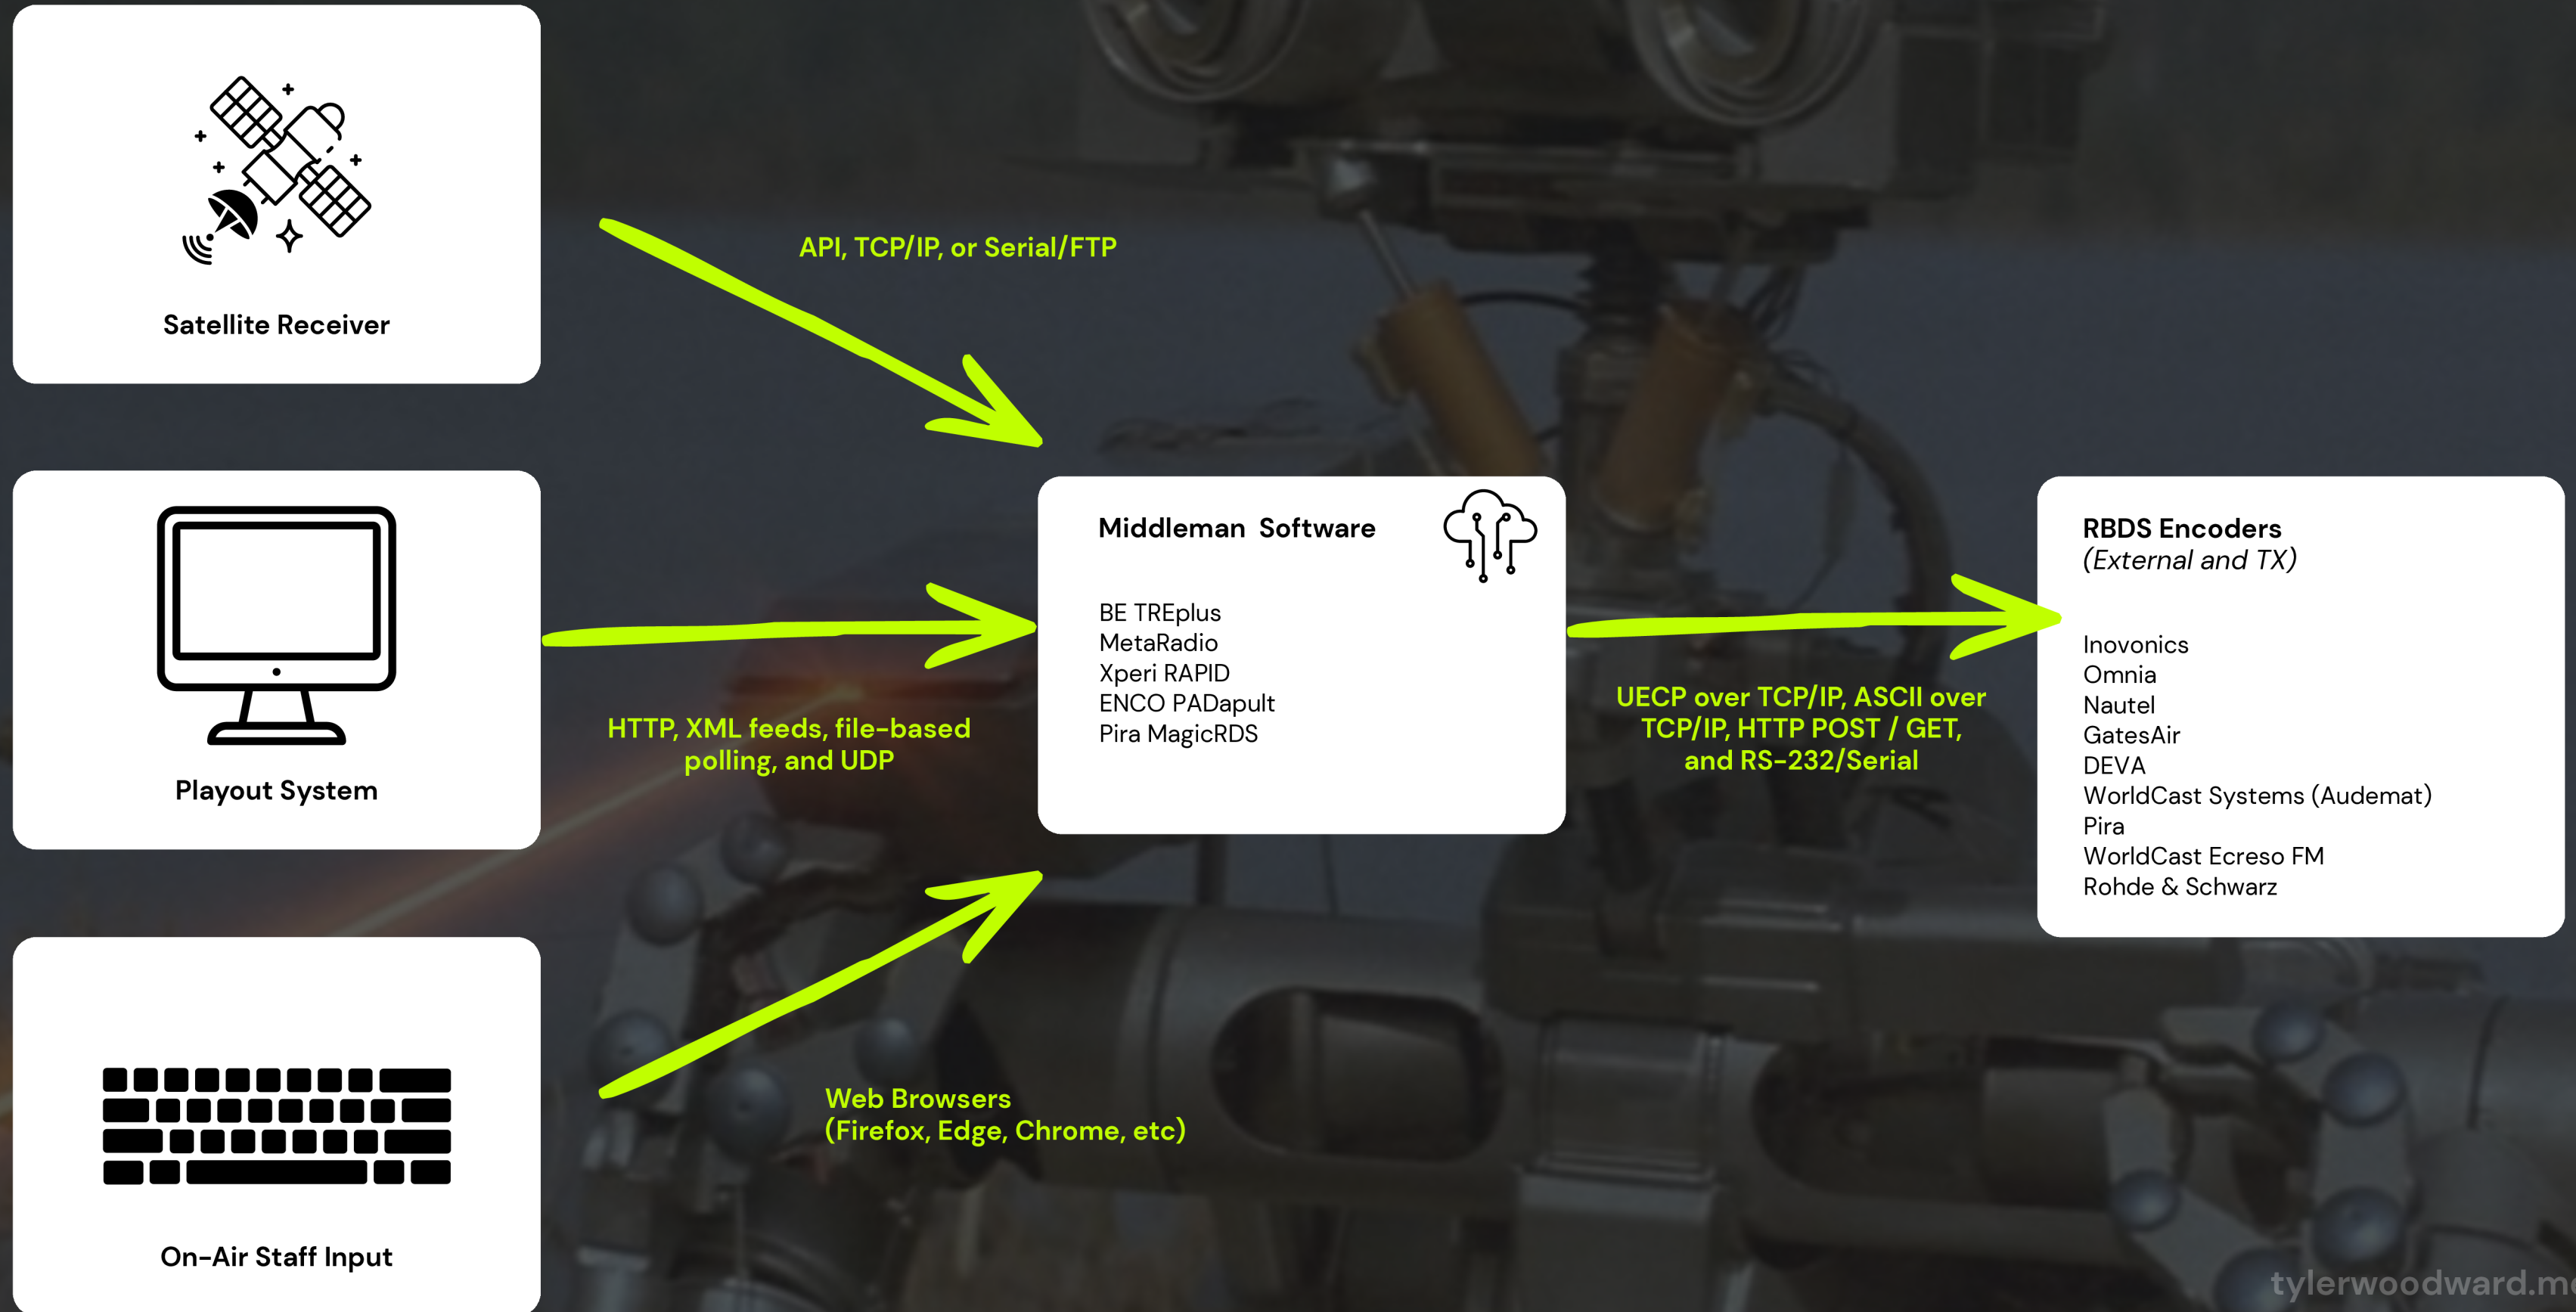 Satellite Receiver
API, TCP/IP, or Serial/FTP
Playout System
HTTP, XML feeds, file-based
polling, and UDP
On-Air Staff Input
Web Browsers
(Firefox, Edge, Chrome, etc)
Middleman Software
BE TREplus
MetaRadio
Xperi RAPID
ENCO PADapult
Pira MagicRDS
UECP over TCP/IP, ASCII over
TCP/IP, HTTP POST / GET,
and RS-232/Serial
RBDS Encoders
(External and TX)
Inovonics
Omnia
Nautel
GatesAir
DEVA
WorldCast Systems (Audemat)
Pira
WorldCast Ecreso FM
Rohde & Schwarz
tylerwoodward.me